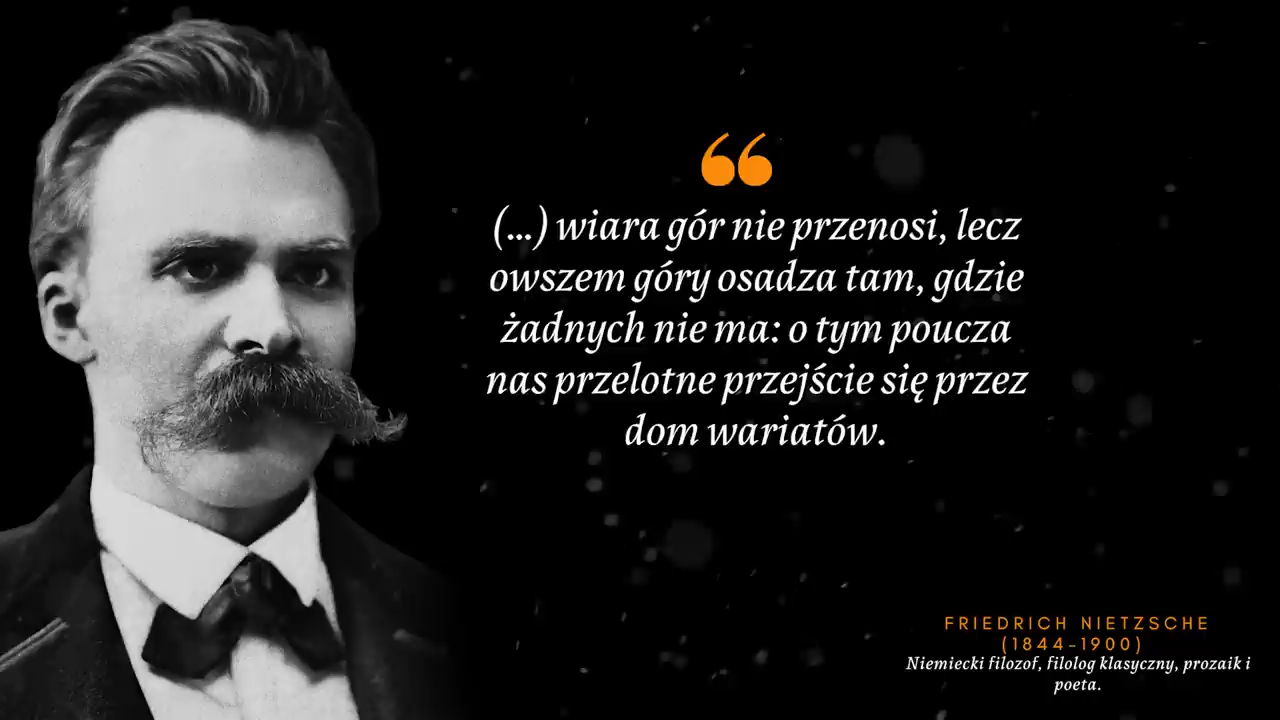 (...) wiara gór nie przenosi, lecz
owszem góry osadza tam, gdzie
żadnych nie ma: o tym poucza
nas przelotne przejście się przez
dom wariatów.
FRIEDRICH NIETZSCHE
(1844-1900)
Niemiecki filozof, filolog klasyczny, prozaik i
poeta.